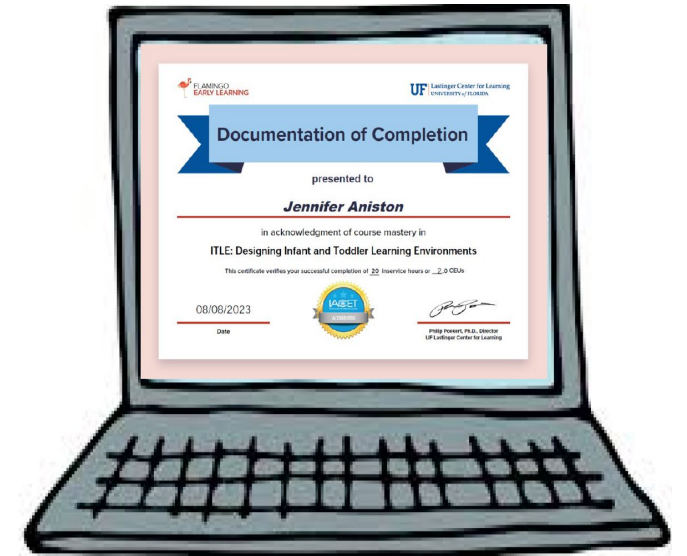 FLAMINGO
EARLY LEARNING
UF Lastinger Center for Learning
UNIVERSITY of FLORIDA
Documentation of Completion
presented to
Jennifer Aniston
in acknowledgment of course mastery in
ITLE: Designing Infant and Toddler Learning Environments
This certificate verifies your successful completion of 20 inservice hours or 2.0 CEUs
08/08/2023
Date
IACET
Philip Poekert, Ph.D., Director
UF Lastinger Center for Learning